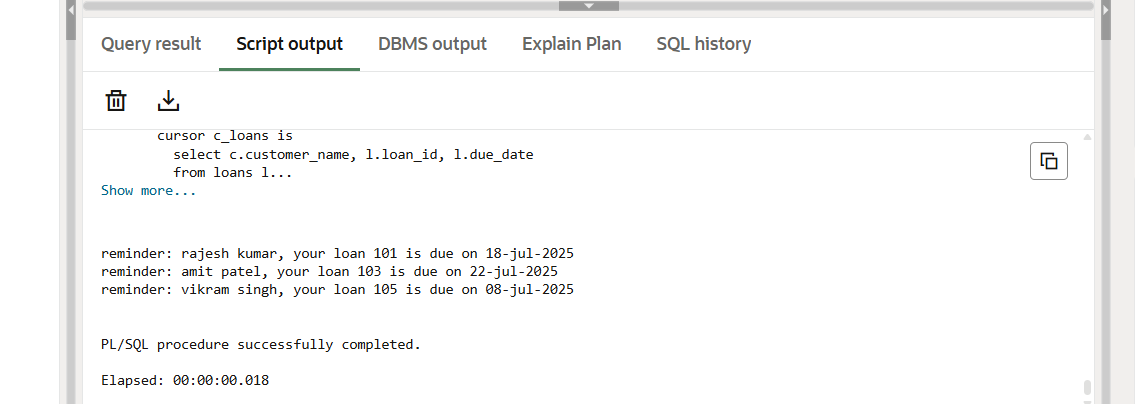 Query result Script output DBMS output Explain Plan SQL history
cursor c_loans is
select c.customer_name, l.loan_id, l.due_date
from loans l...
Show more...
reminder: rajesh kumar, your loan 101 is due on 18-jul-2025
reminder: amit patel, your loan 103 is due on 22-jul-2025
reminder: vikram singh, your loan 105 is due on 08-jul-2025
PL/SQL procedure successfully completed.
Elapsed: 00:00:00.018